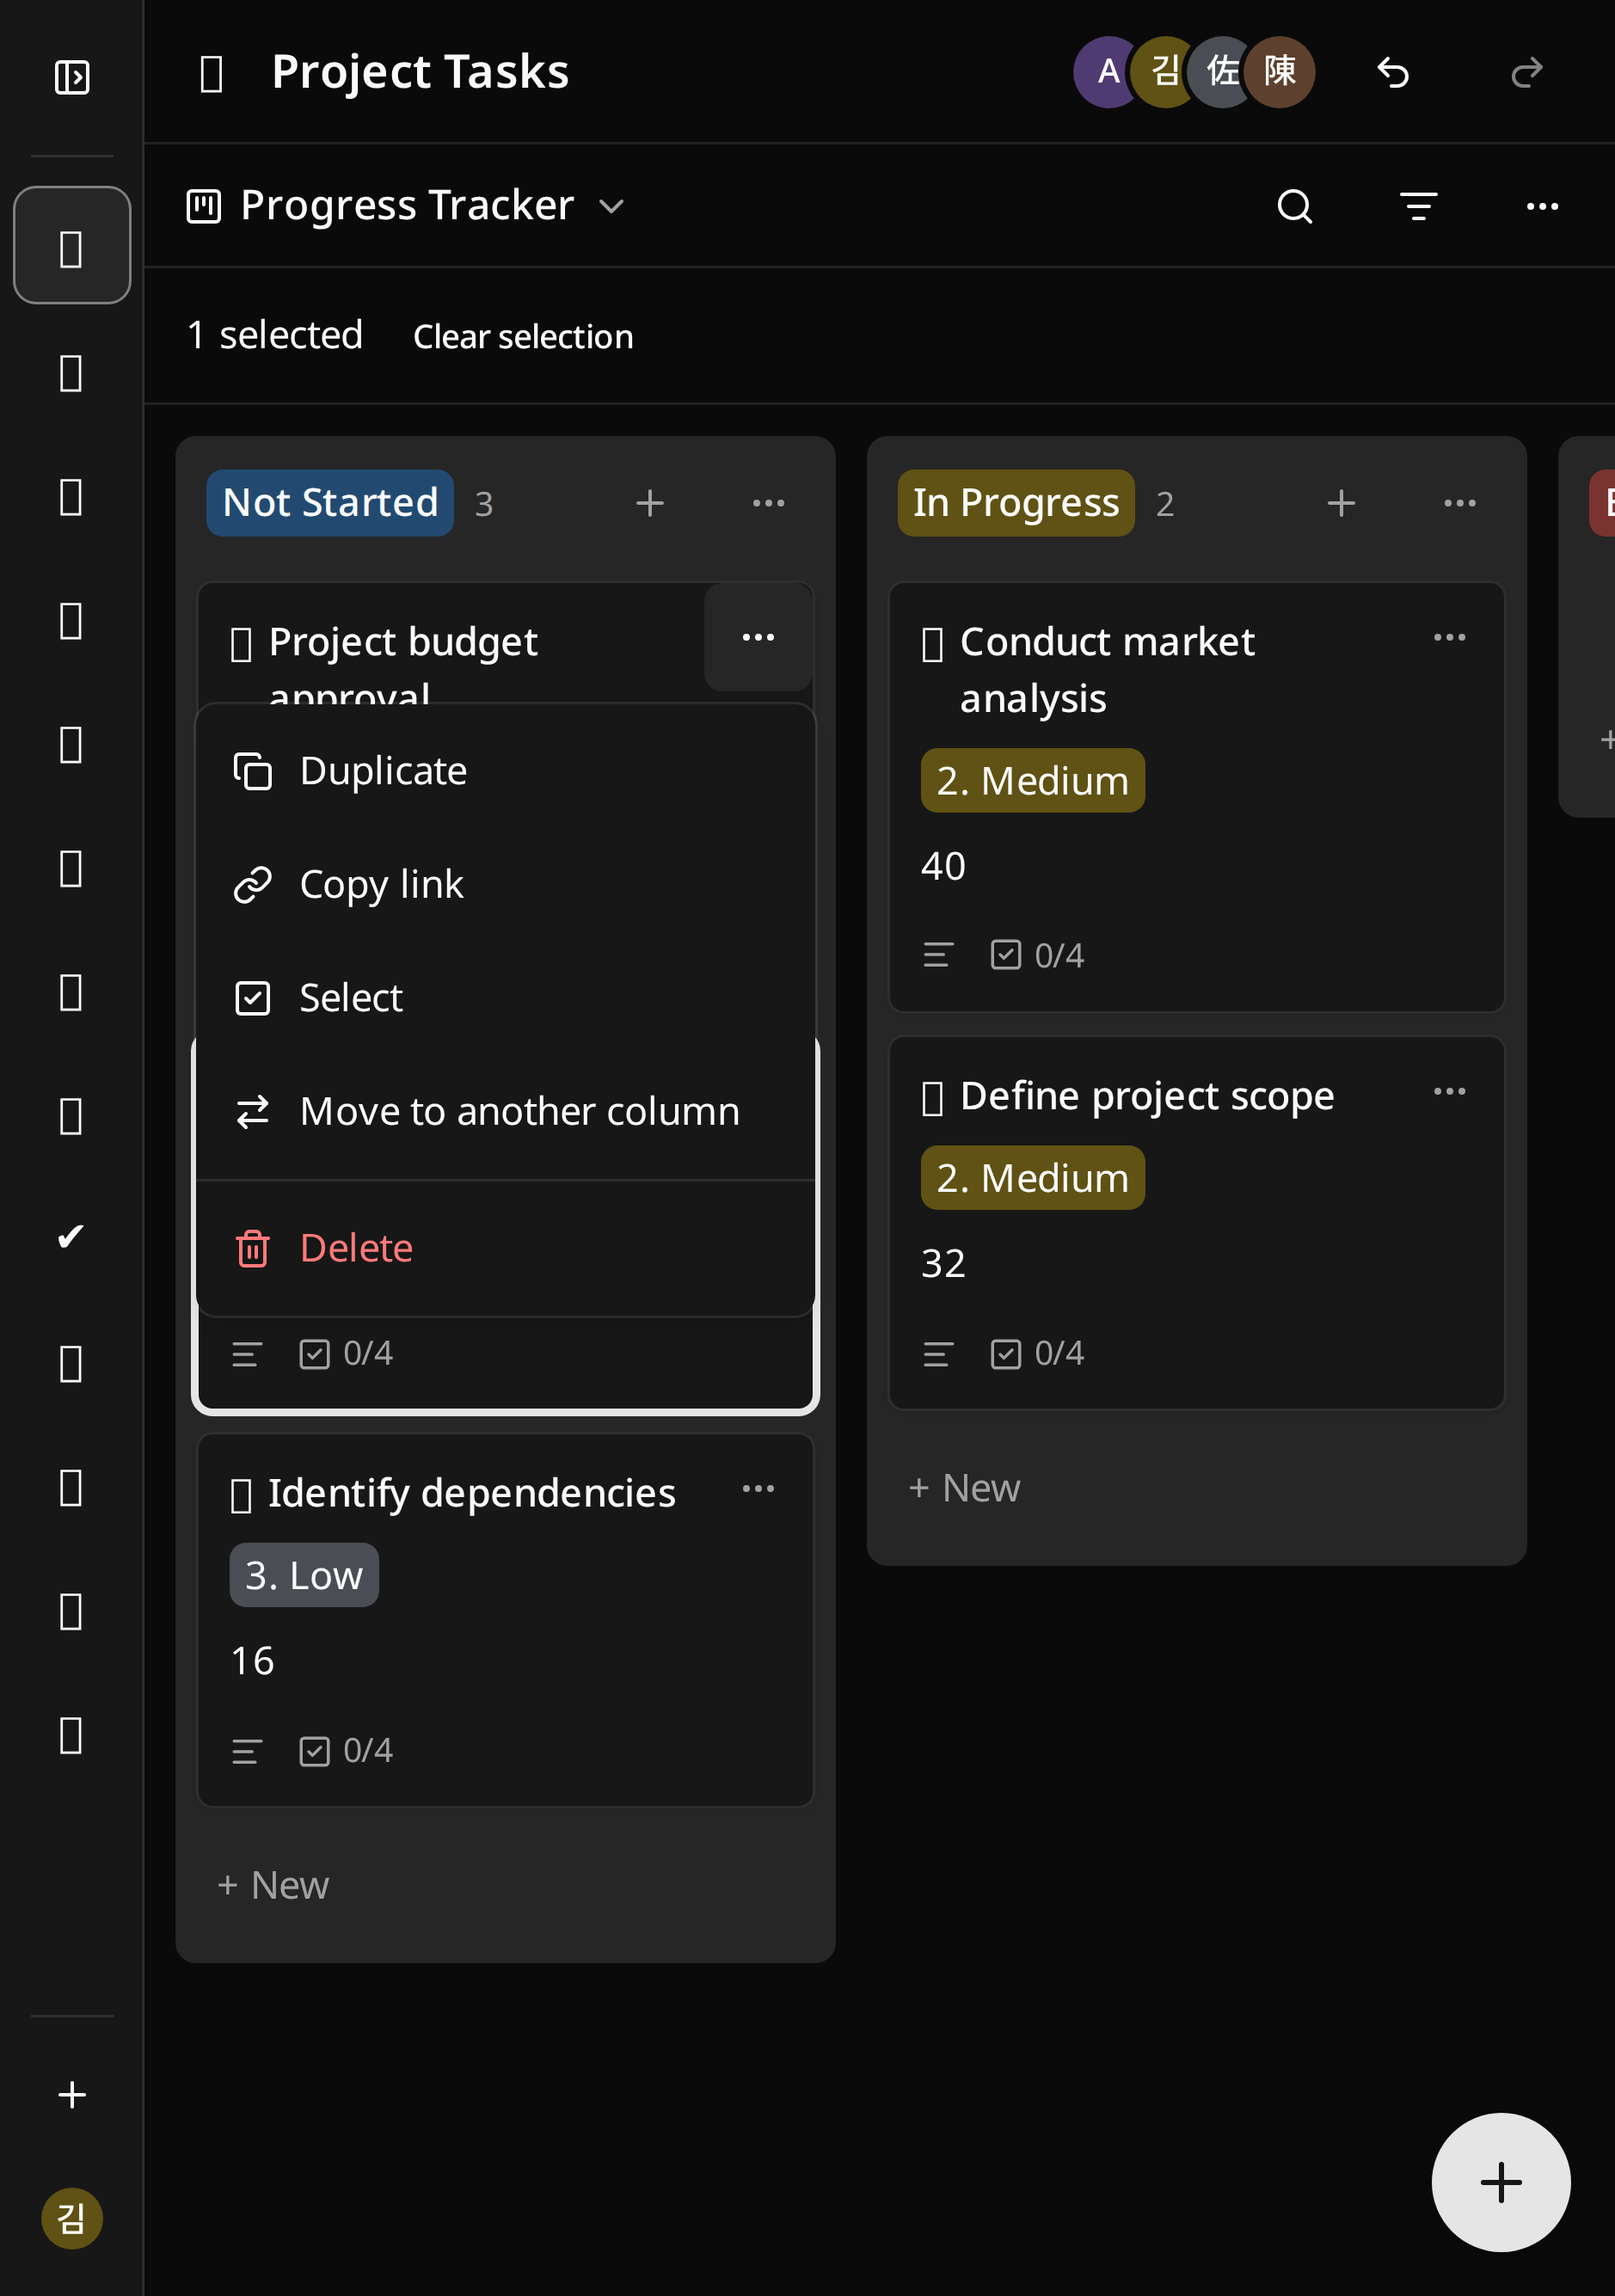 Project Tasks
A 김 佐 陳
Progress Tracker
1 selected
Clear selection
Not Started 3
Project budget
approval
Duplicate
Copy link
Select
Move to another column
Delete
0/4
Identify dependencies
3. Low
16
0/4
+ New
In Progress 2
Conduct market
analysis
2. Medium
40
0/4
Define project scope
2. Medium
32
0/4
+ New
김